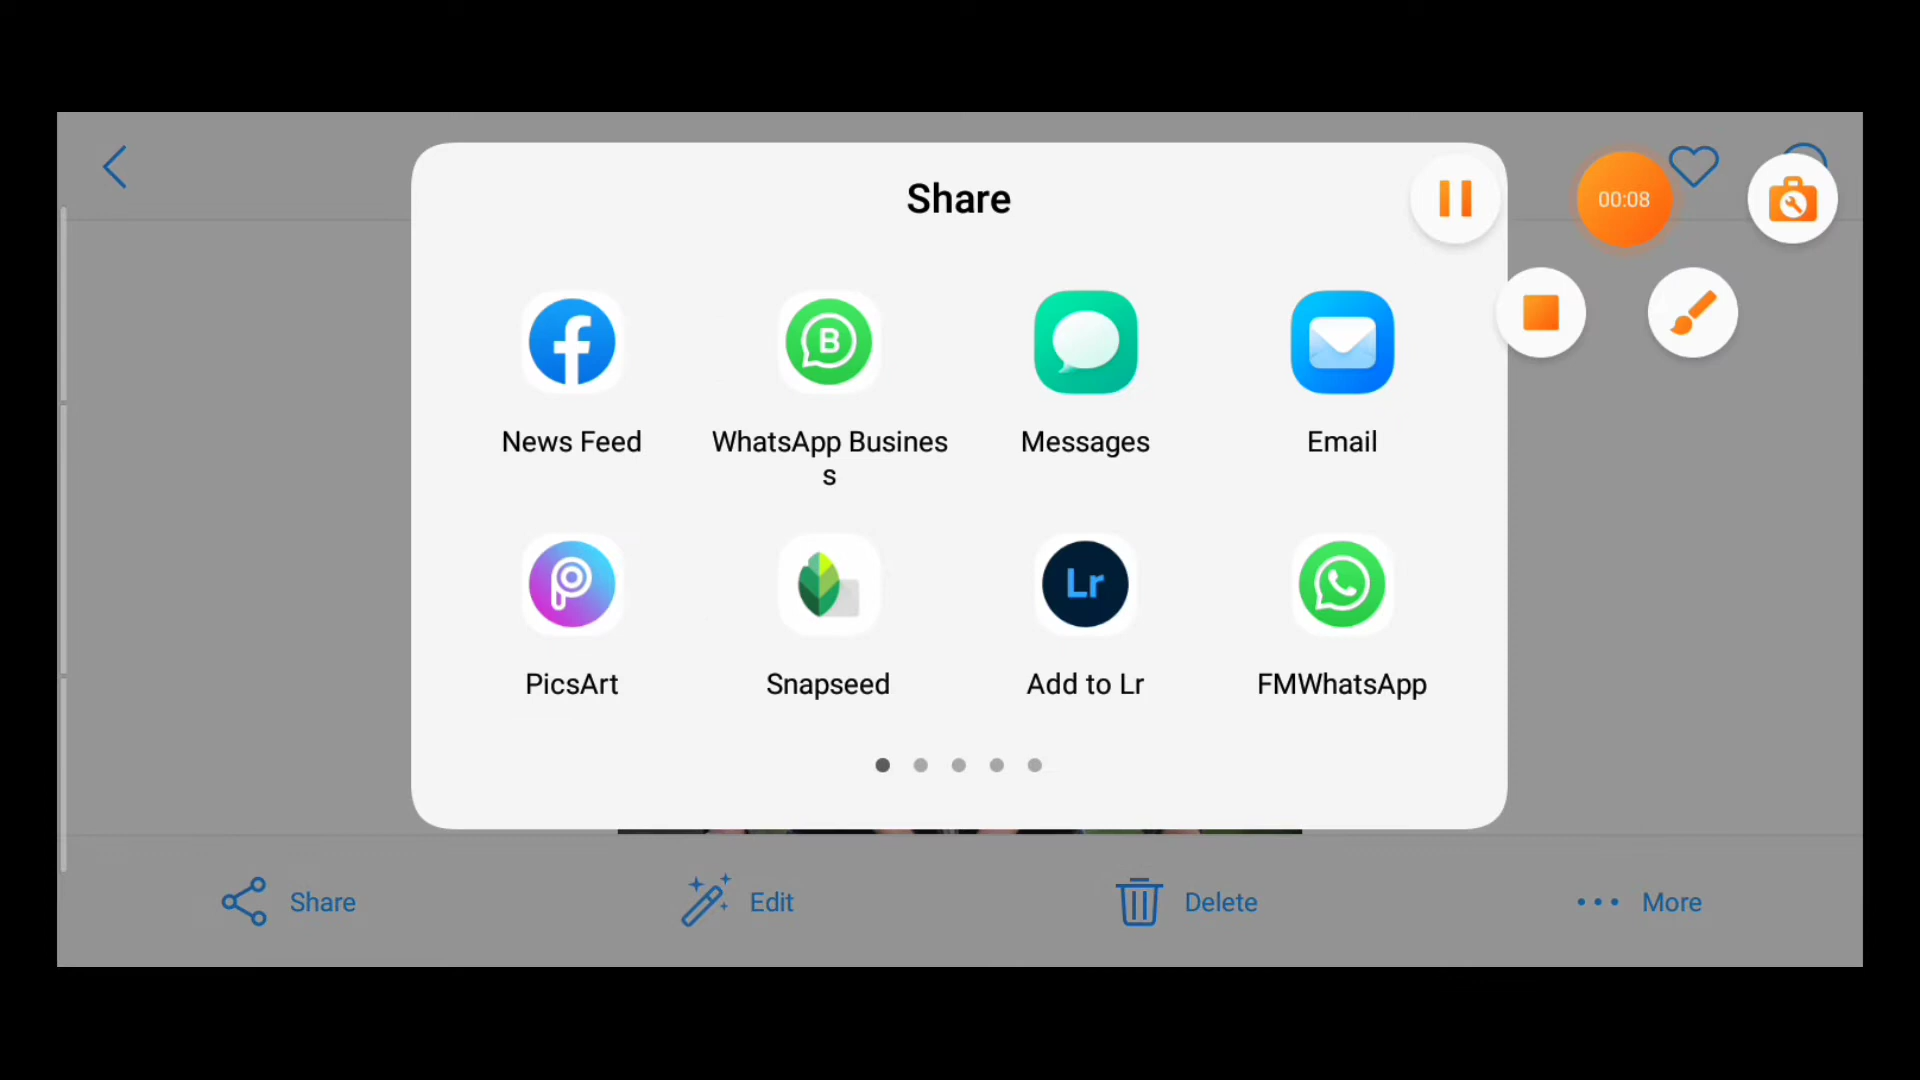 Share
00:08
News Feed
WhatsApp Busines
s
Messages
Email
PicsArt
Snapseed
Lr
Add to Lr
FMWhatsApp
Share
Edit
Delete
More